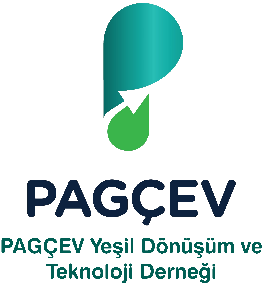 PAGÇEV
PAGÇEV Yeşil Dönüşüm ve
Teknoloji Derneği